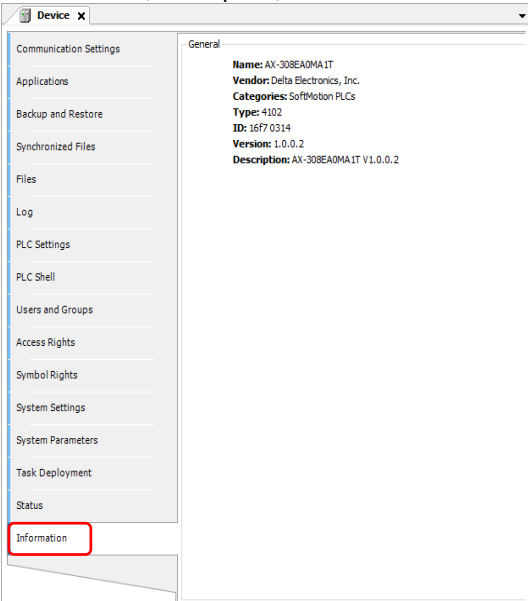 Device
Communication Settings
Applications
Backup and Restore
Synchronized Files
Files
Log
PLC Settings
PLC Shell
Users and Groups
Access Rights
Symbol Rights
System Settings
System Parameters
Task Deployment
Status
Information
General
Name: AX-308EA0MA1T
Vendor: Delta Electronics, Inc.
Categories: SoftMotion PLCs
Type: 4102
ID: 16f7 0314
Version: 1.0.0.2
Description: AX-308EA0MA1T V1.0.0.2